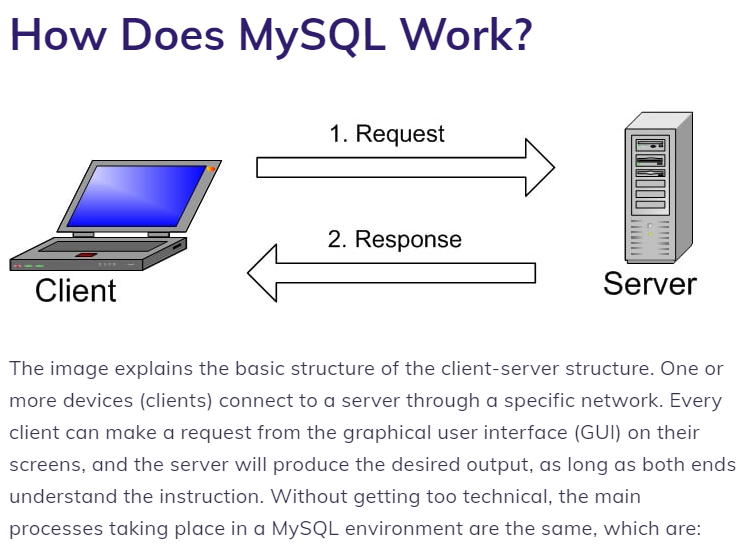 How Does MySQL Work?
1. Request
2. Response
Client
Server
The image explains the basic structure of the client-server structure. One or
more devices (clients) connect to a server through a specific network. Every
client can make a request from the graphical user interface (GUI) on their
screens, and the server will produce the desired output, as long as both ends
understand the instruction. Without getting too technical, the main
processes taking place in a MySQL environment are the same, which are: